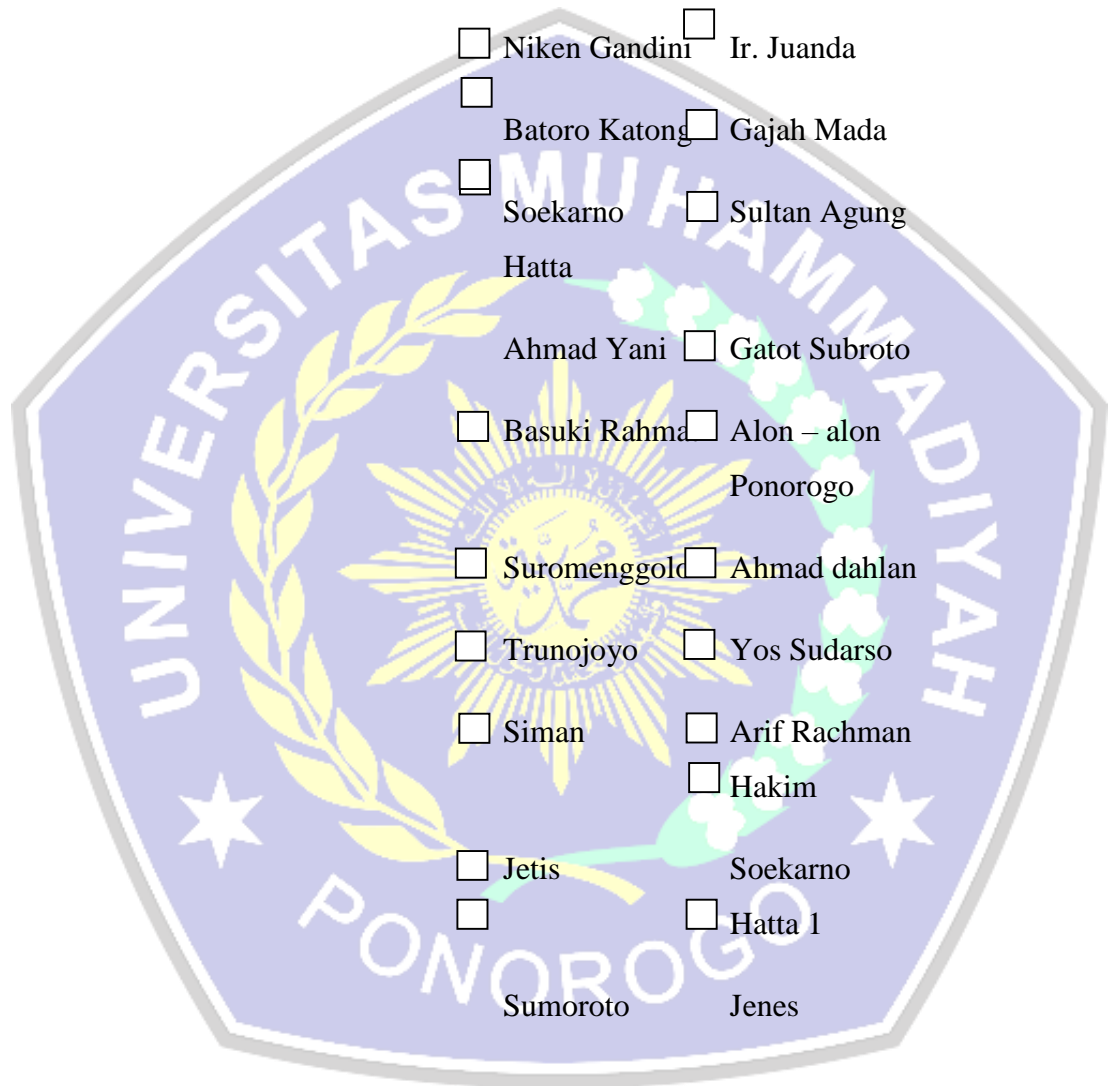 Niken Gandini
Batoro Katong
Soekarno
Hatta
Ahmad Yani
Basuki Rahma
Suromenggolo
Trunojoyo
Siman
Jetis
Sumoroto
Ir. Juanda
Gajah Mada
Sultan Agung
Gatot Subroto
Alon – alon
Ponorogo
Ahmad dahlan
Yos Sudarso
Arif Rachman
Hakim
Soekarno
Hatta 1
Jenes
UNIVERSITAS MUHAMMADIYAH
PONOROGO